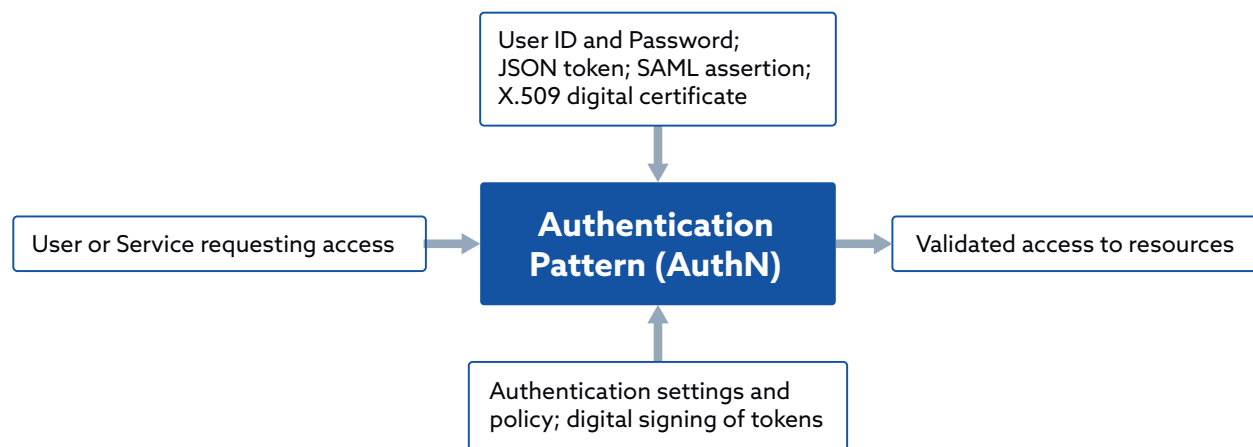 User ID and Password;
JSON token; SAML assertion;
X.509 digital certificate
User or Service requesting access
Authentication
Pattern (AuthN)
Validated access to resources
Authentication settings and
policy; digital signing of tokens